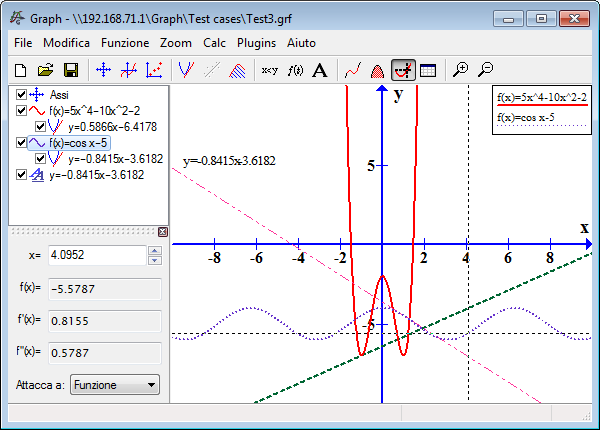 Graph - \\192.168.71.1\Graph\Test cases\Test3.grf
File Modifica Funzione Zoom Calc Plugins Aiuto
x<y f(x) A
Assi
f(x)=5x^4-10x^2-2
y=0.5866x-6.4178
f(x)=cos x-5
y=-0.8415x-3.6182
y=-0.8415x-3.6182
x= 4.0952
f(x)= -5.5787
f'(x)= 0.8155
f''(x)= 0.5787
Attacca a: Funzione
y
f(x)=5x^4-10x^2-2
f(x)=cos x-5
y=-0.8415x-3.6182
5
x
-8 -6 -4 -2 2 4 6 8
-5